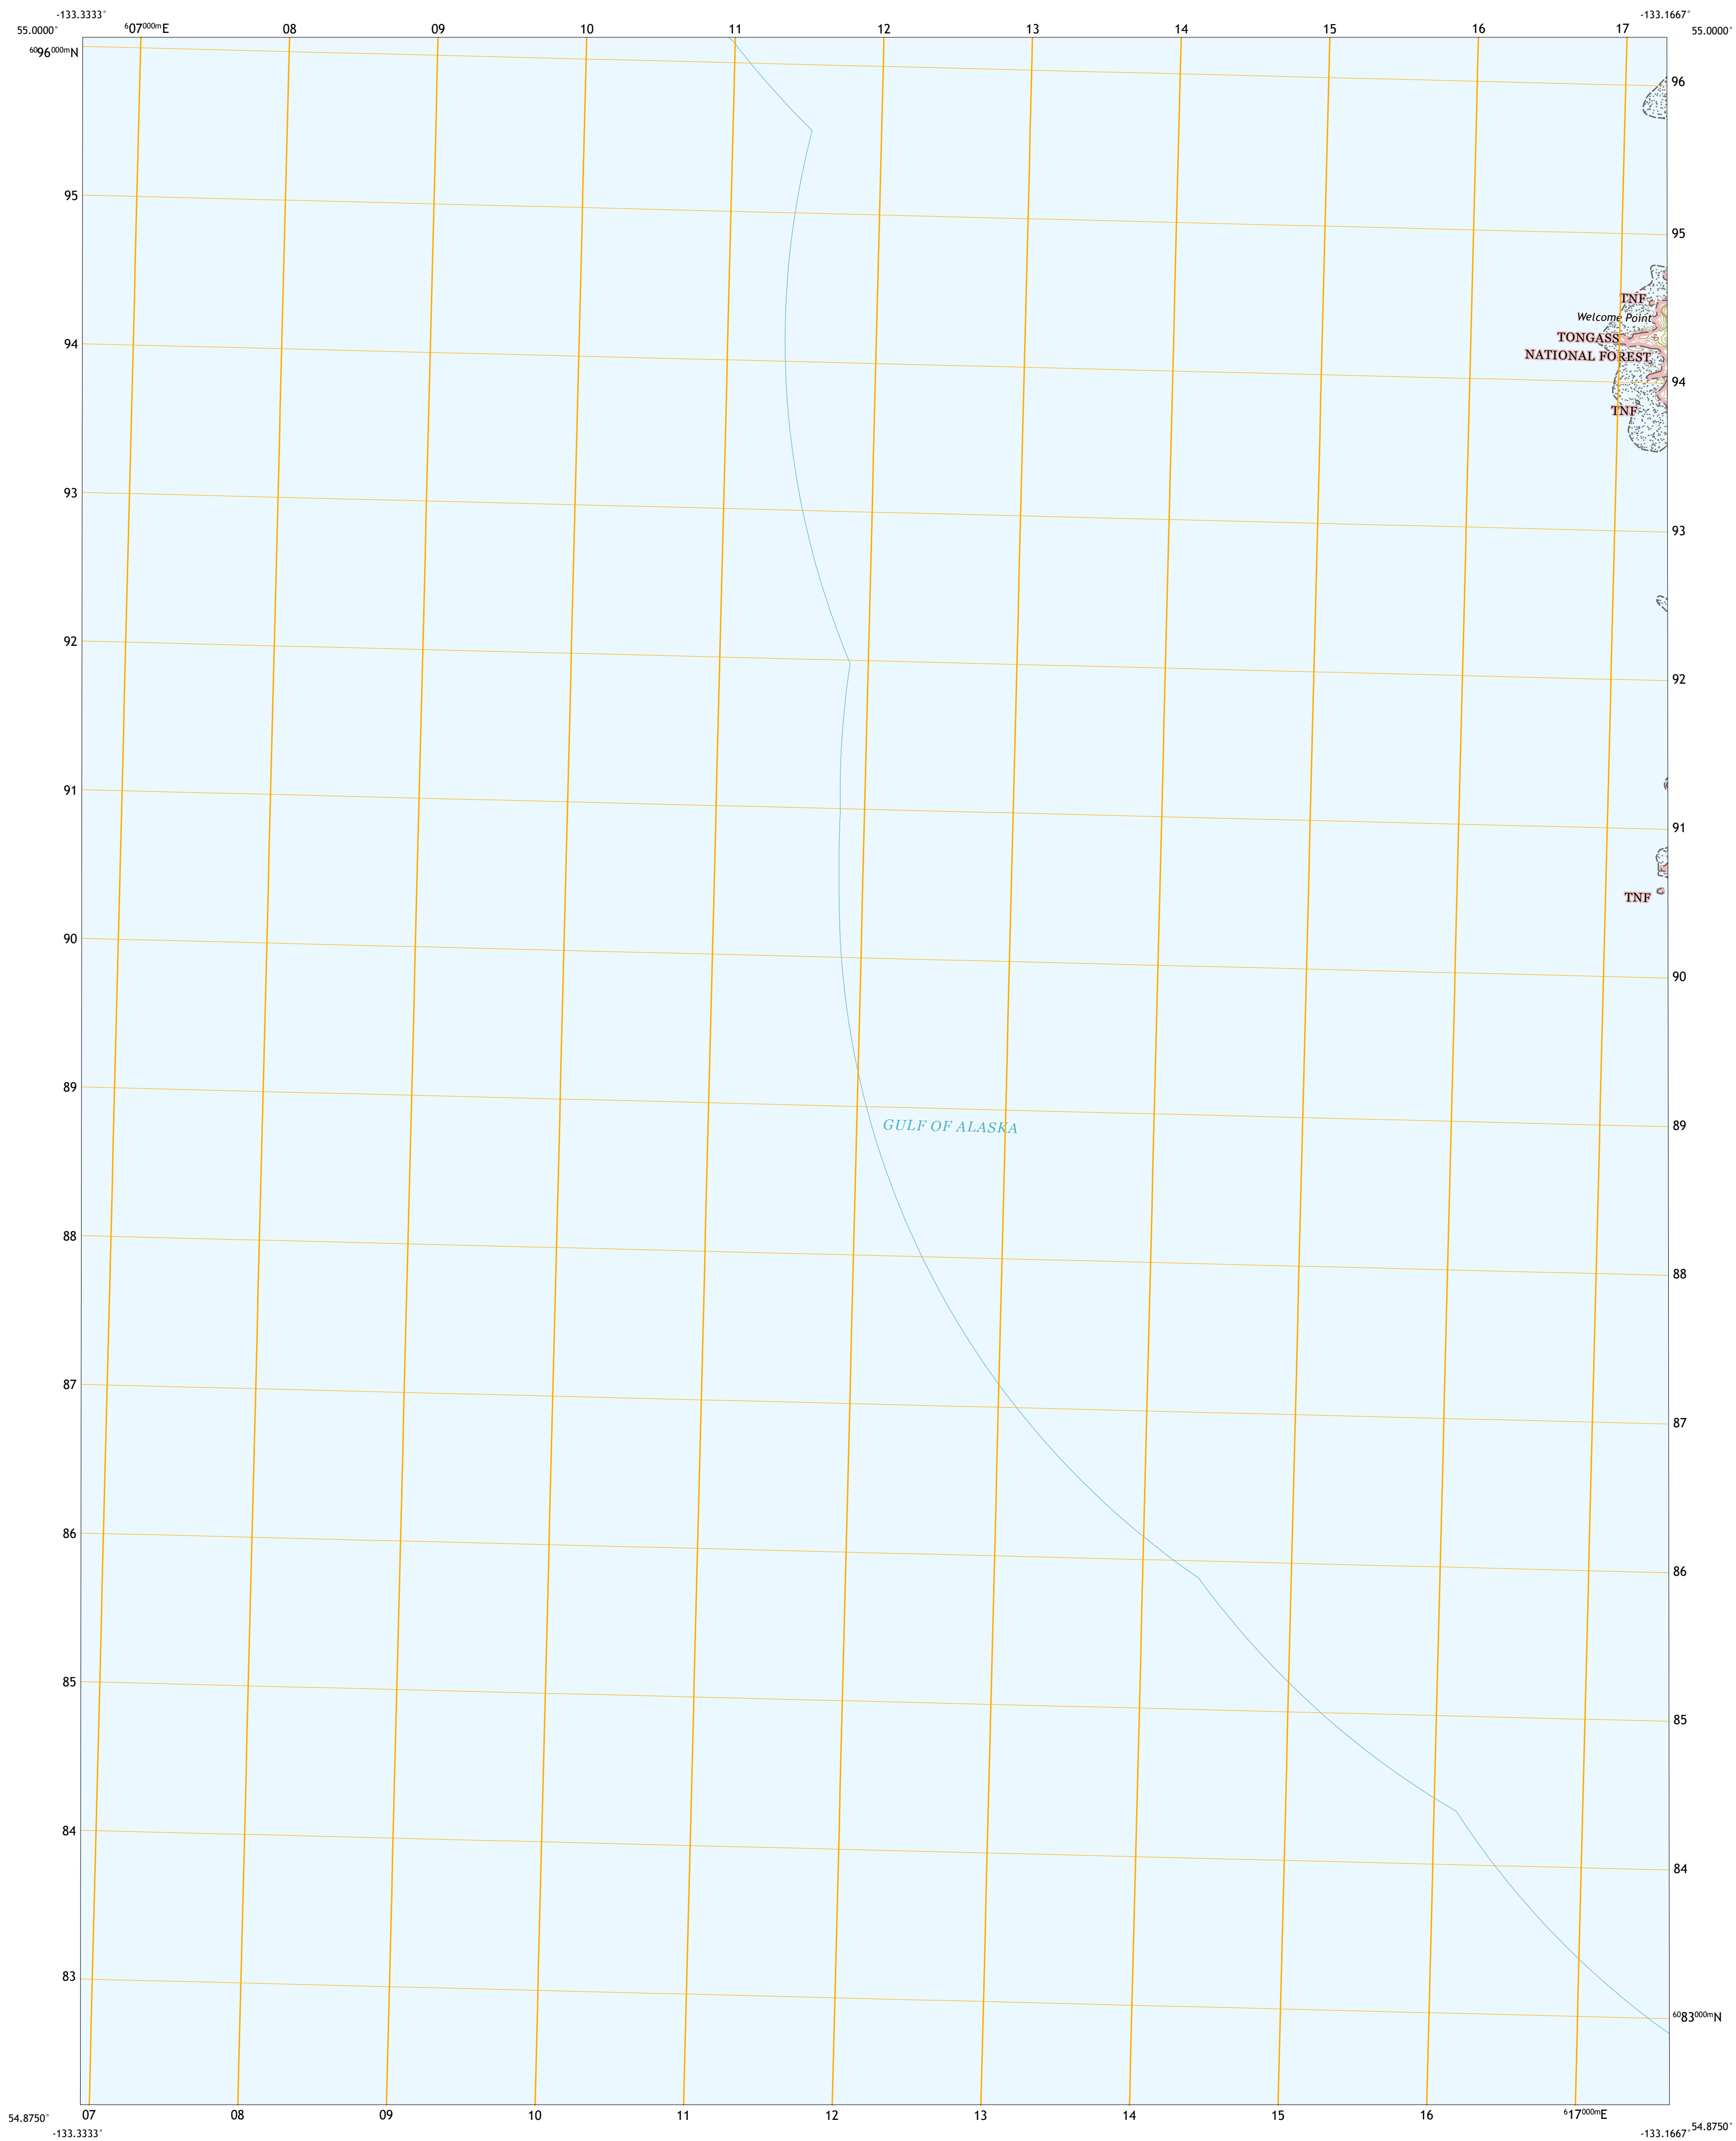 -133.3333° -133.1667°
55.0000° ⁶07⁰⁰⁰ᵐE 08 09 10 11 12 13 14 15 16 17 55.0000°
⁶⁰96⁰⁰⁰ᵐN
96
95
95
TNF
Welcome Point
TONGASS
94
NATIONAL FOREST
94
TNF
93
93
92
92
91
91
TNF
90
90
89
GULF OF ALASKA
89
88
88
87
87
86
86
85
85
84
84
83
⁶⁰83⁰⁰⁰ᵐN
54.8750° 07 08 09 10 11 12 13 14 15 16 ⁶17⁰⁰⁰ᵐE 54.8750°
-133.3333° -133.1667°